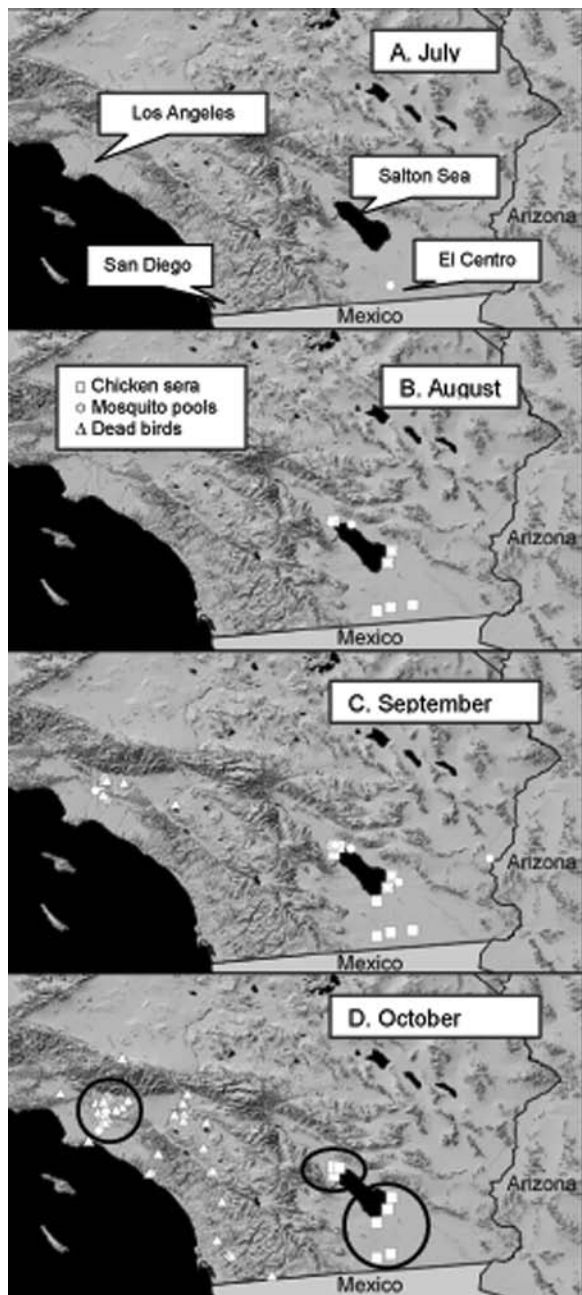 A. July
Los Angeles
Salton Sea
Arizona
San Diego
El Centro
Mexico
□ Chicken sera
○ Mosquito pools
△ Dead birds
B. August
Arizona
Mexico
C. September
Arizona
Mexico
D. October
Arizona
Mexico